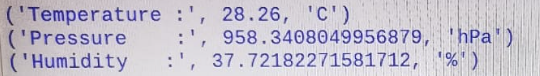 ('Temperature :', 28.26, 'C')
('Pressure    :', 958.3408049956879, 'hPa')
('Humidity    :', 37.72182271581712, '%')